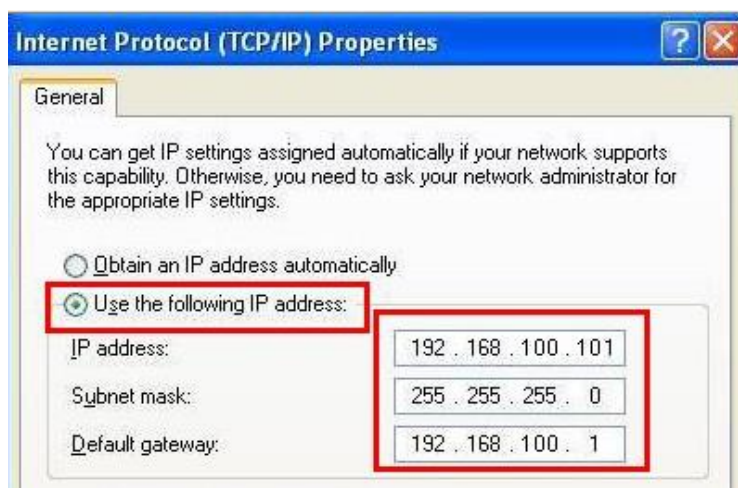 Internet Protocol (TCP/IP) Properties
General
You can get IP settings assigned automatically if your network supports
this capability. Otherwise, you need to ask your network administrator for
the appropriate IP settings.
Obtain an IP address automatically
Use the following IP address:
IP address: 192 . 168 . 100 . 101
Subnet mask: 255 . 255 . 255 . 0
Default gateway: 192 . 168 . 100 . 1